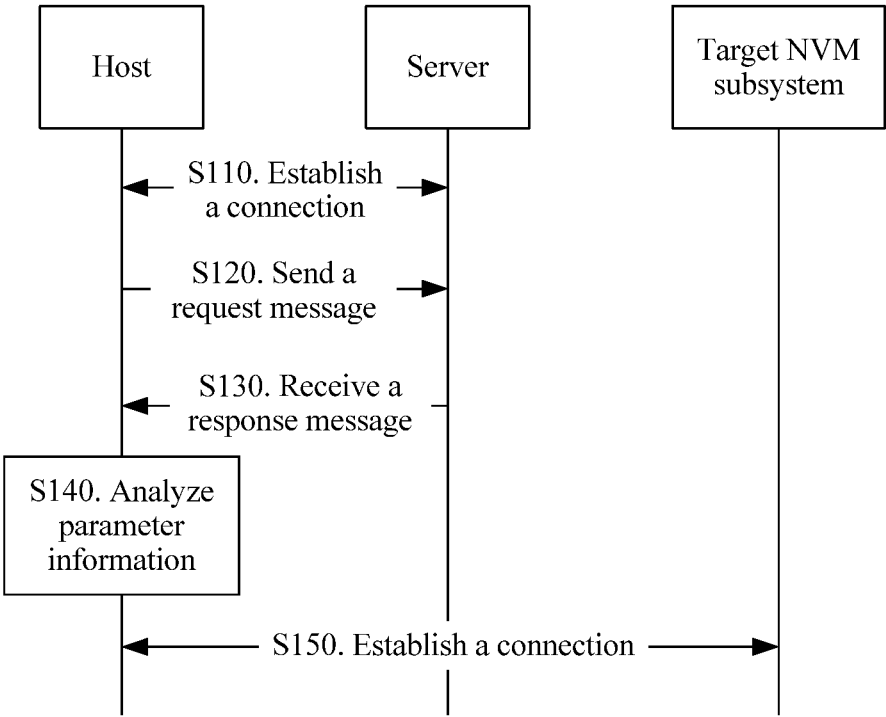 Host
Server
Target NVM
subsystem
S110. Establish
a connection
S120. Send a
request message
S130. Receive a
response message
S140. Analyze
parameter
information
S150. Establish a connection